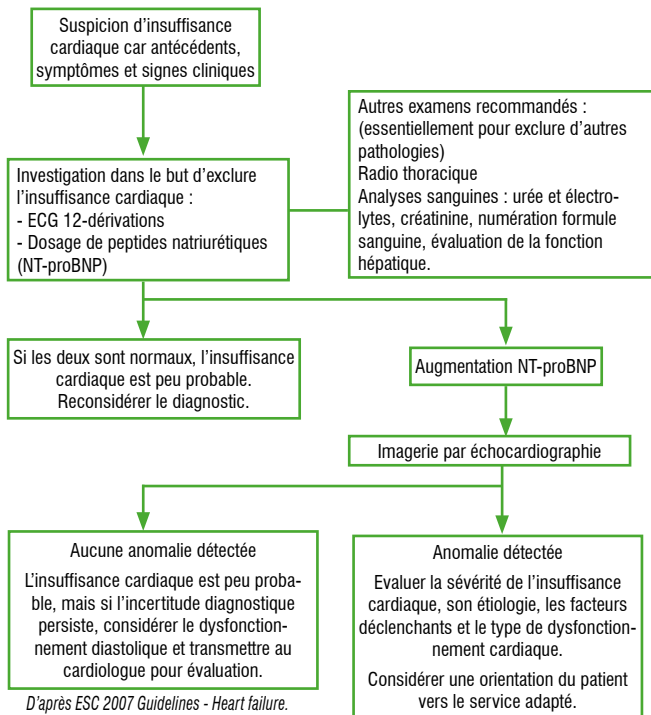 Suspicion d'insuffisance
cardiaque car antécédents,
symptômes et signes cliniques
Autres examens recommandés :
(essentiellement pour exclure d'autres
pathologies)
Radio thoracique
Analyses sanguines : urée et électro-
lytes, créatinine, numération formule
sanguine, évaluation de la fonction
hépatique.
Investigation dans le but d'exclure
l'insuffisance cardiaque :
- ECG 12-dérivations
- Dosage de peptides natriurétiques
(NT-proBNP)
Si les deux sont normaux, l'insuffisance
cardiaque est peu probable.
Reconsidérer le diagnostic.
Augmentation NT-proBNP
Imagerie par échocardiographie
Aucune anomalie détectée
L'insuffisance cardiaque est peu proba-
ble, mais si l'incertitude diagnostique
persiste, considérer le dysfonction-
nement diastolique et transmettre au
cardiologue pour évaluation.
Anomalie détectée
Evaluer la sévérité de l'insuffisance
cardiaque, son étiologie, les facteurs
déclenchants et le type de dysfonction-
nement cardiaque.
Considérer une orientation du patient
vers le service adapté.
D'après ESC 2007 Guidelines - Heart failure.